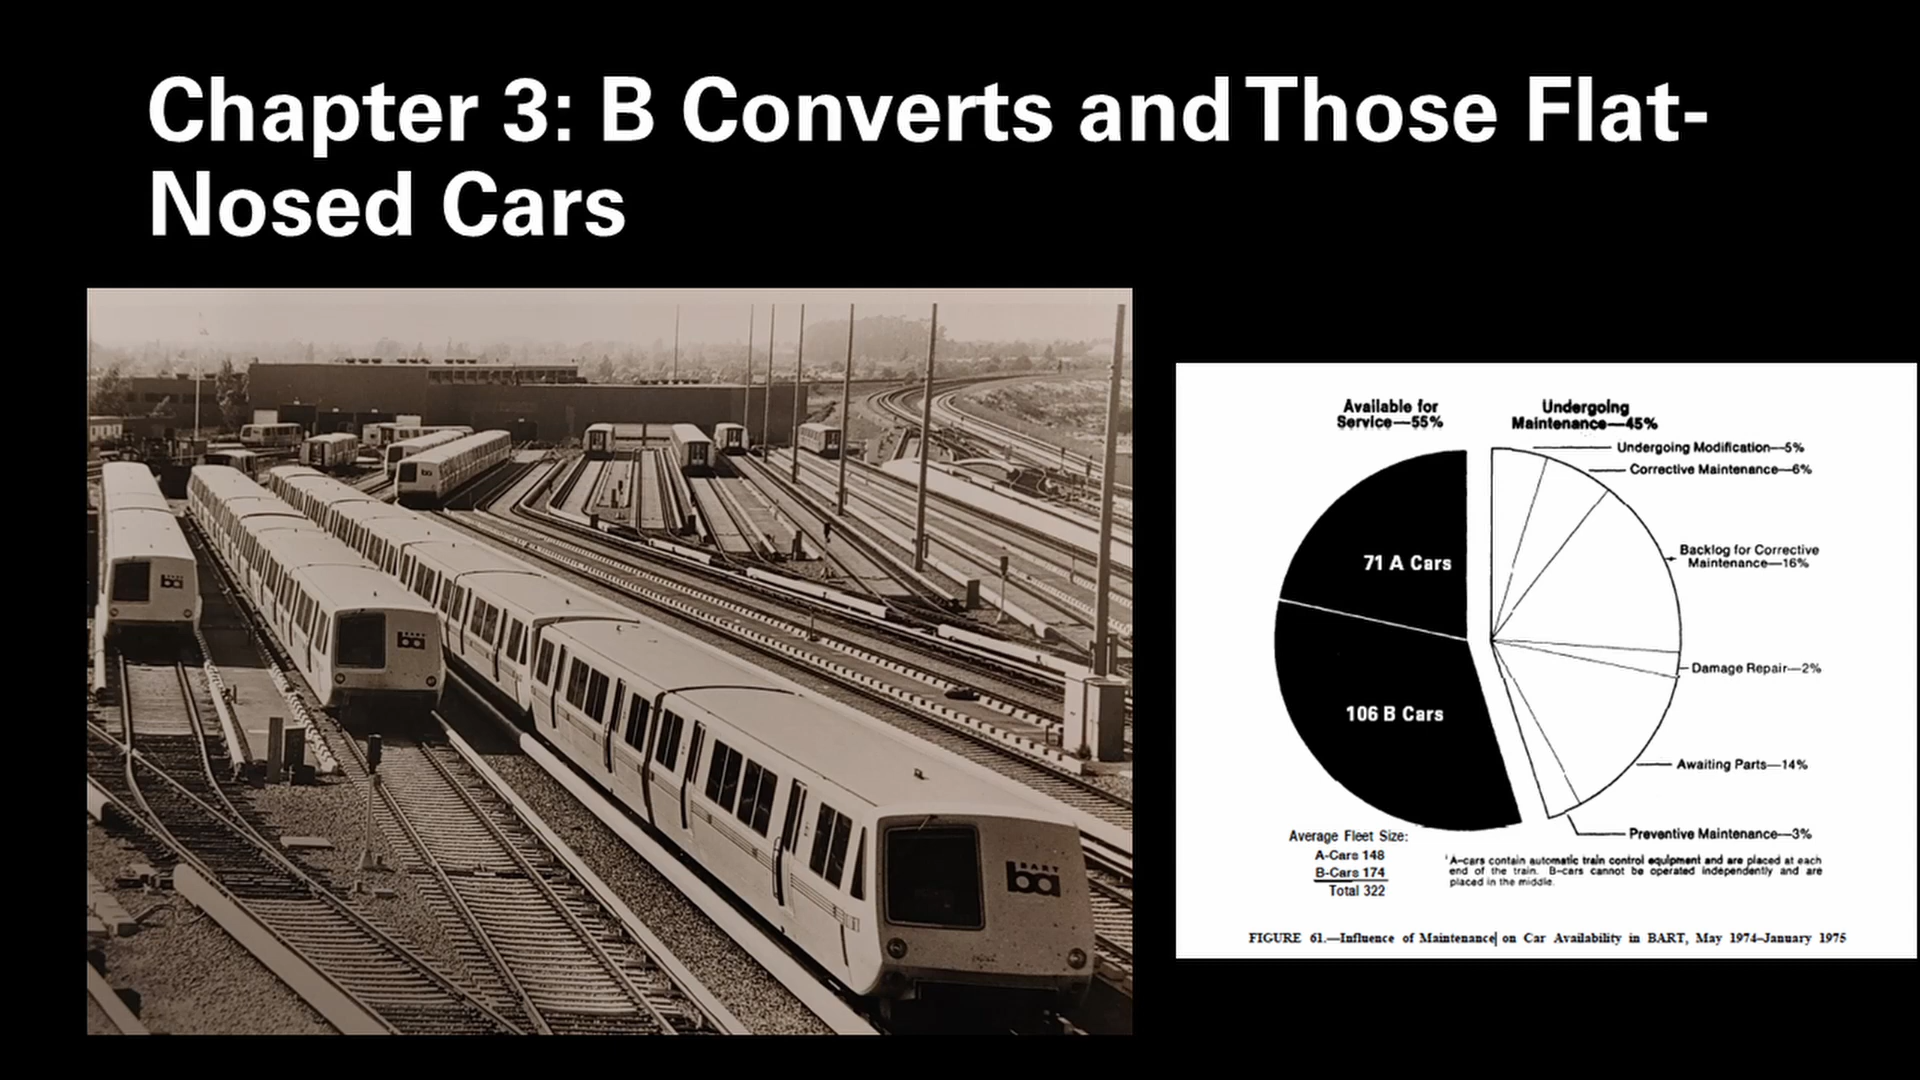 Chapter 3: B Converts and Those Flat-
Nosed Cars
ba
BART
ba
BART
ba
Available for
Service—55%
Undergoing
Maintenance—45%
Undergoing Modification—5%
Corrective Maintenance—6%
Backlog for Corrective
Maintenance—16%
71 A Cars
Damage Repair—2%
106 B Cars
Awaiting Parts—14%
Preventive Maintenance—3%
Average Fleet Size:
A-Cars 148
B-Cars 174
Total 322
¹A-cars contain automatic train control equipment and are placed at each
end of the train. B-cars cannot be operated independently and are
placed in the middle.
FIGURE 61.—Influence of Maintenance on Car Availability in BART, May 1974–January 1975